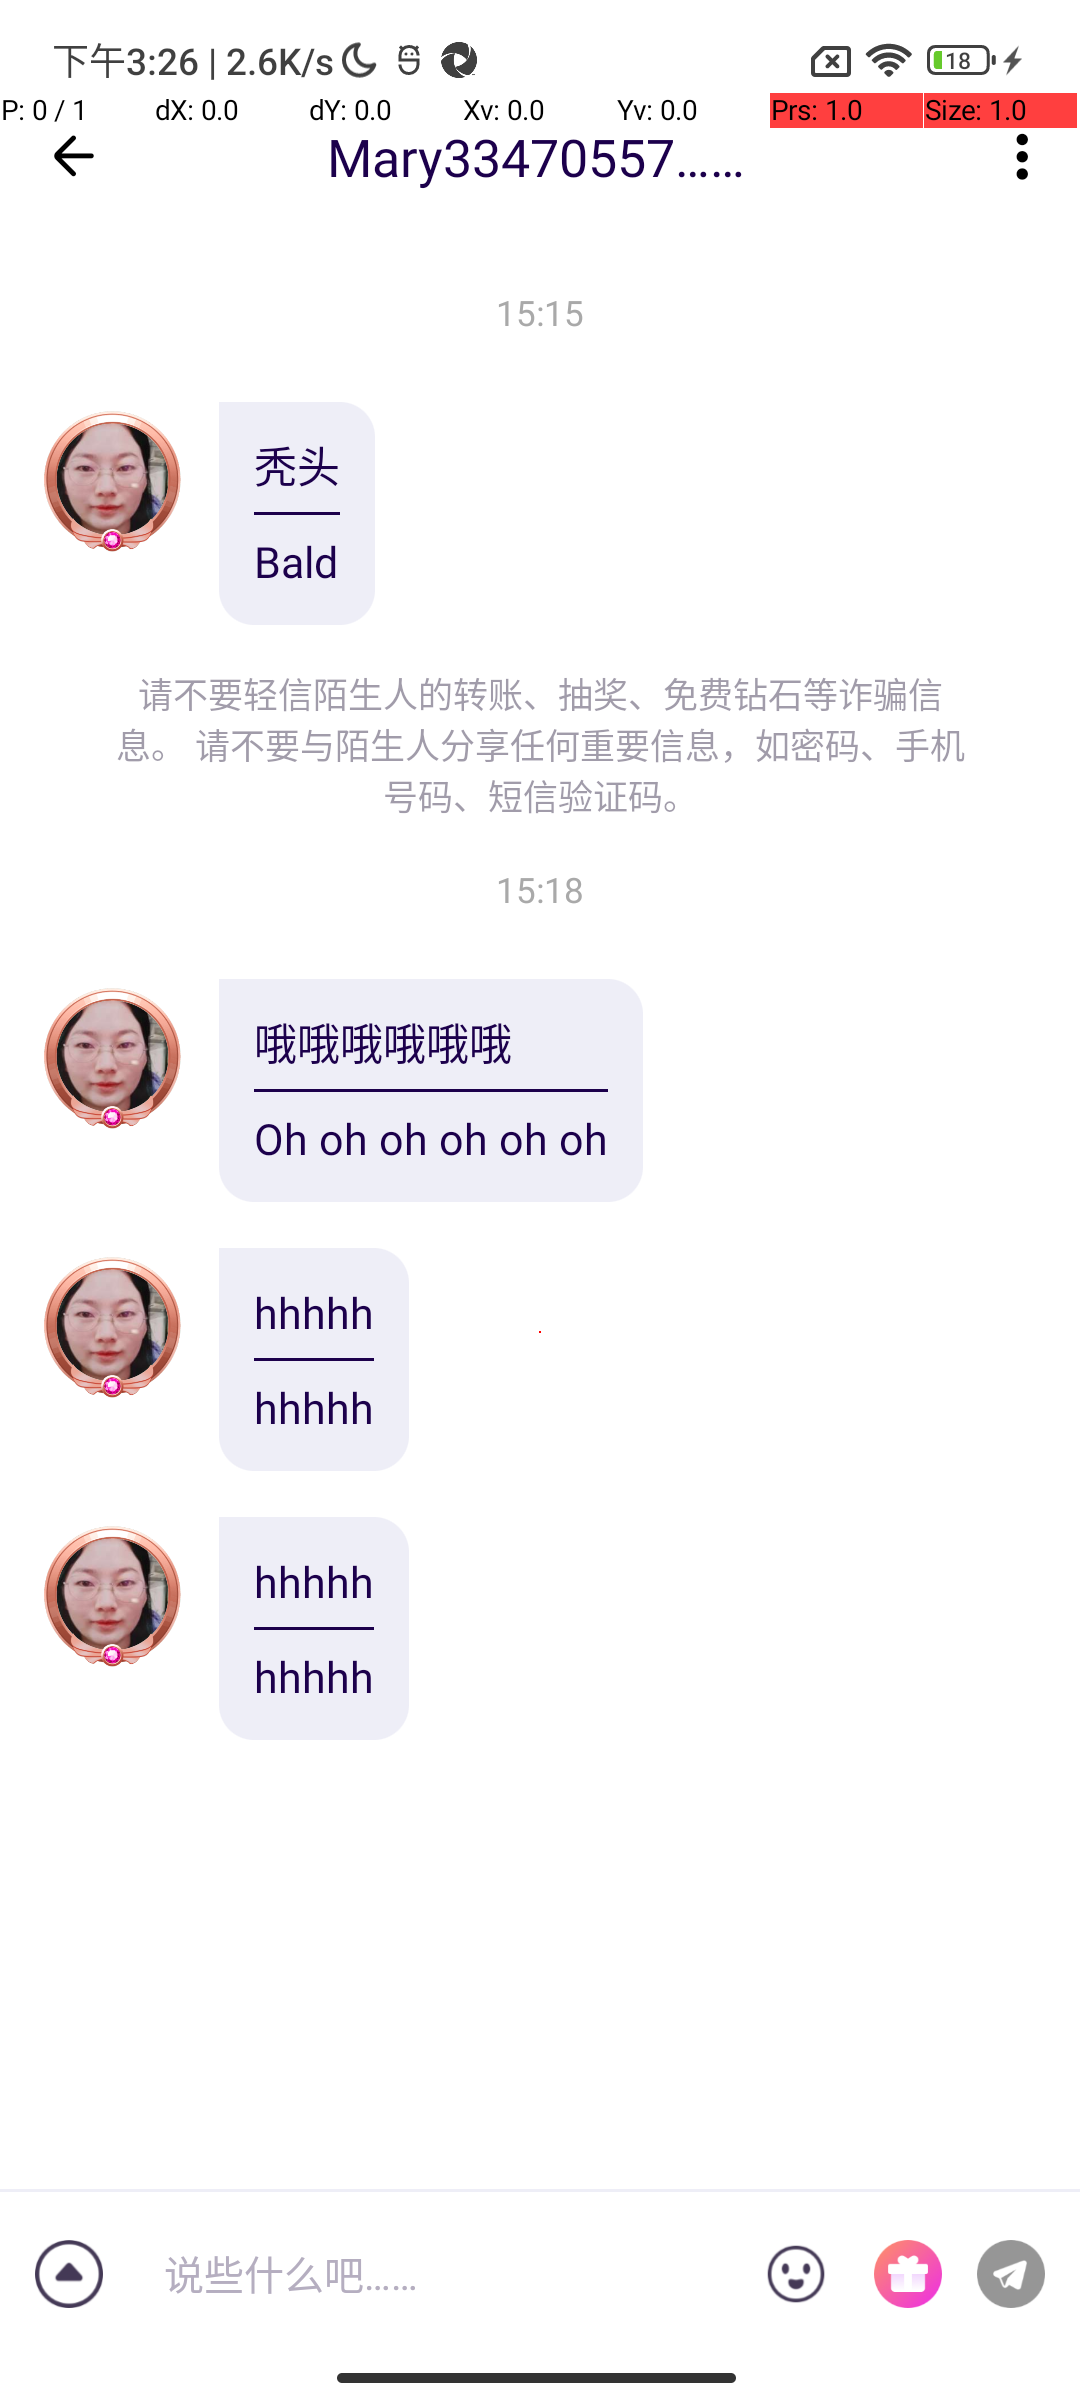 下午3:26 | 2.6K/s
18
P: 0 / 1 dX: 0.0 dY: 0.0 Xv: 0.0 Yv: 0.0 Prs: 1.0 Size: 1.0
Mary33470557......
15:15
秃头
Bald
请不要轻信陌生人的转账、抽奖、免费钻石等诈骗信
息。 请不要与陌生人分享任何重要信息，如密码、手机
号码、短信验证码。
15:18
哦哦哦哦哦哦
Oh oh oh oh oh oh
hhhhh
hhhhh
hhhhh
hhhhh
说些什么吧......